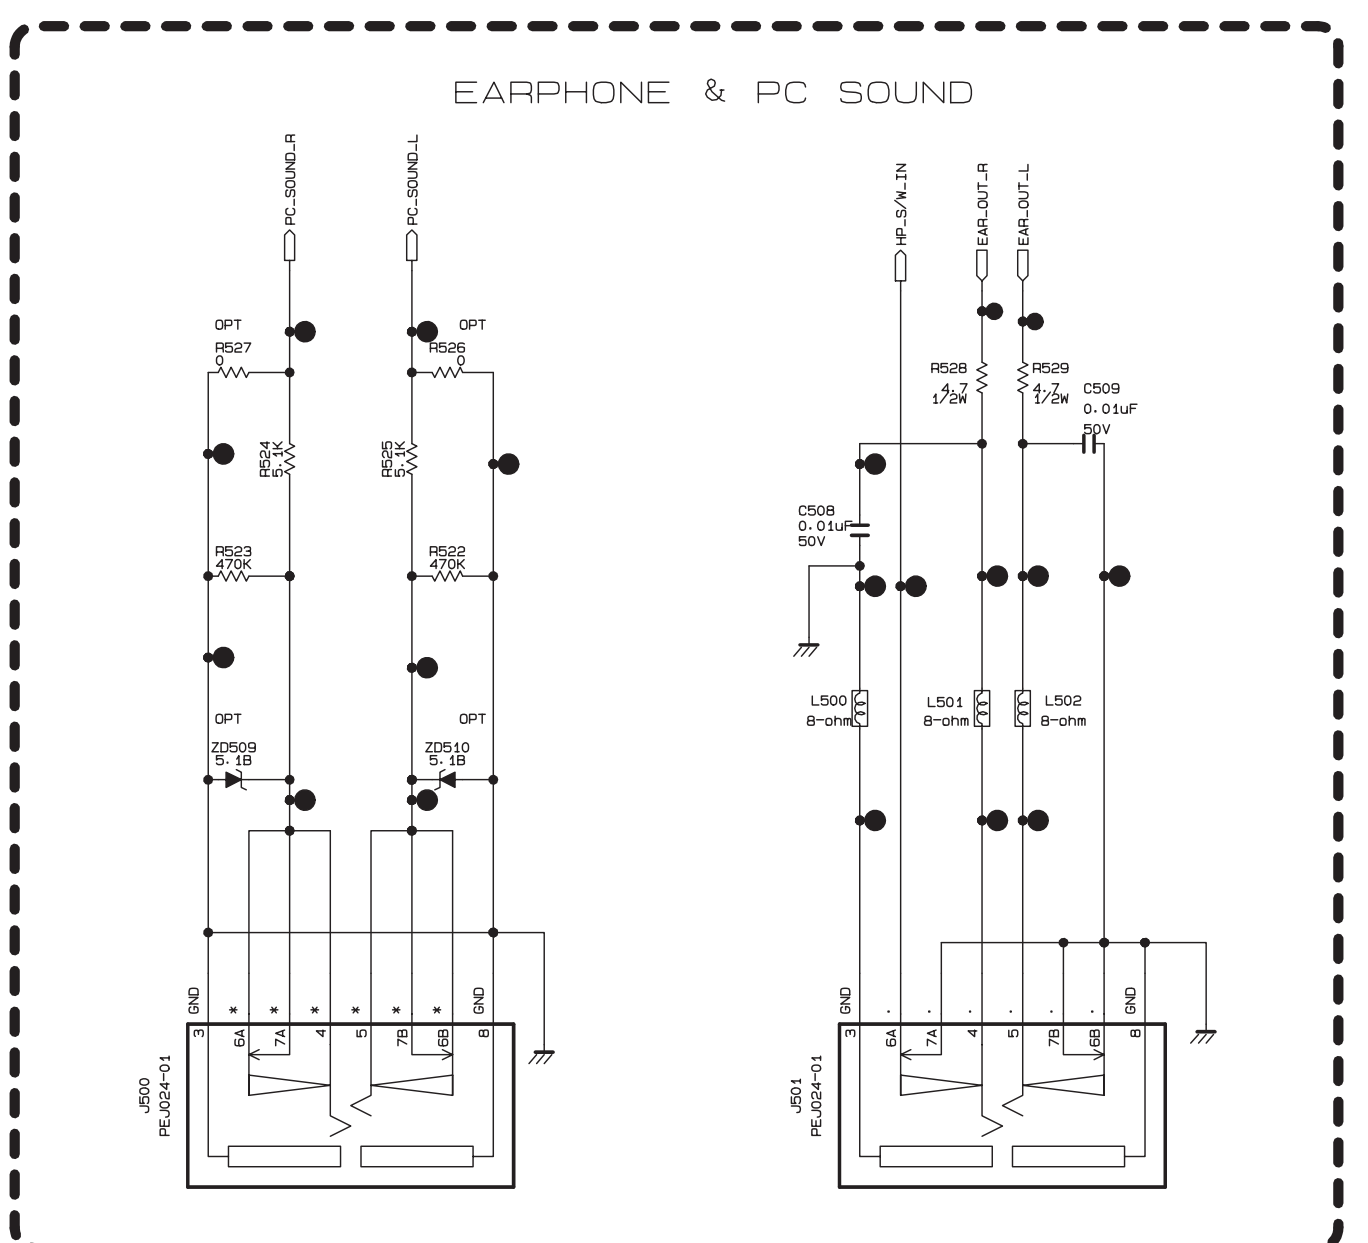 EARPHONE & PC SOUND
PC_SOUND_R
PC_SOUND_L
HP_S/W_IN
EAR_OUT_R
EAR_OUT_L
OPT
R527
0
OPT
R526
0
R528
4.7
1/2W
R529
4.7
1/2W
C509
0.01uF
50V
R524
5.1K
R525
5.1K
C508
0.01uF
50V
R523
470K
R522
470K
L500
8-ohm
L501
8-ohm
L502
8-ohm
OPT
ZD509
5.1B
OPT
ZD510
5.1B
GND
*
*
*
*
*
*
GND
3
6A
7A
4
5
7B
6B
8
J500
PEJ024-01
GND
.
.
.
.
.
.
GND
3
6A
7A
4
5
7B
6B
8
J501
PEJ024-01